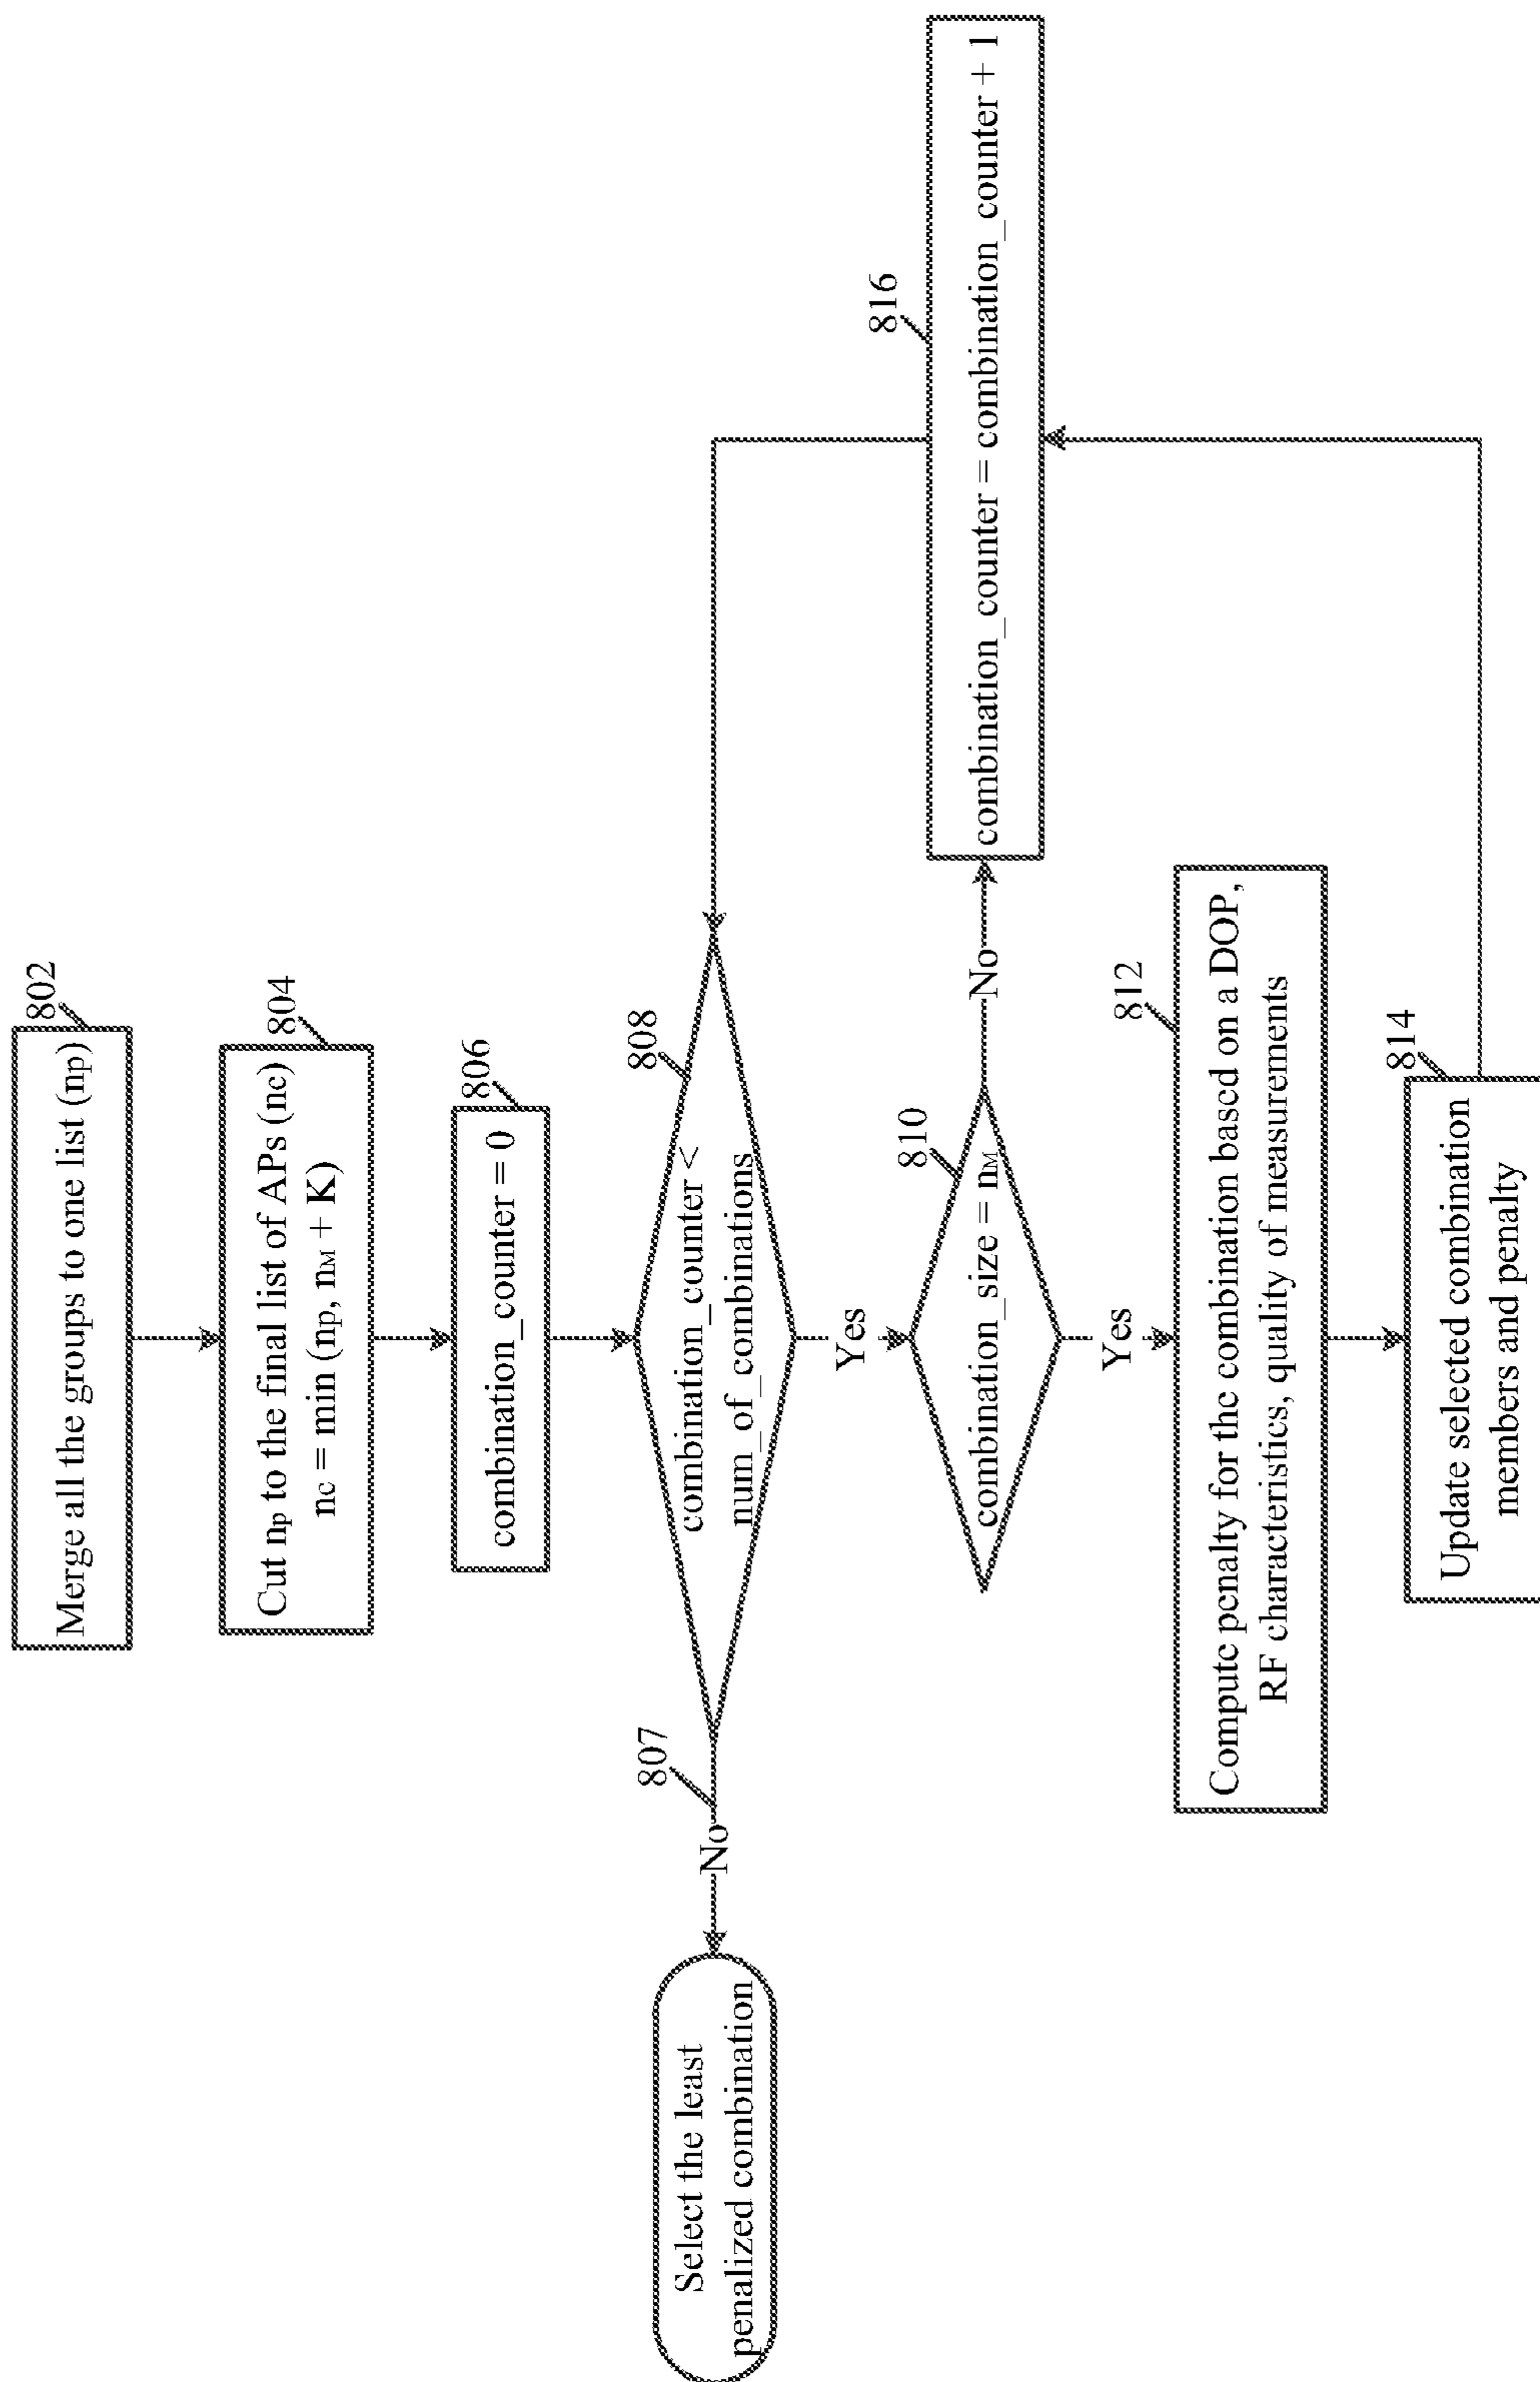 802
Merge all the groups to one list (np)
804
Cut np to the final list of APs (nc)
nc = min (np, nM + K)
806
combination_counter = 0
808
combination_counter <
num_of_combinations
807
No
Select the least
penalized combination
Yes
810
combination_size = nM
No
816
combination_counter = combination_counter + 1
Yes
812
Compute penalty for the combination based on a DOP,
RF characteristics, quality of measurements
814
Update selected combination
members and penalty